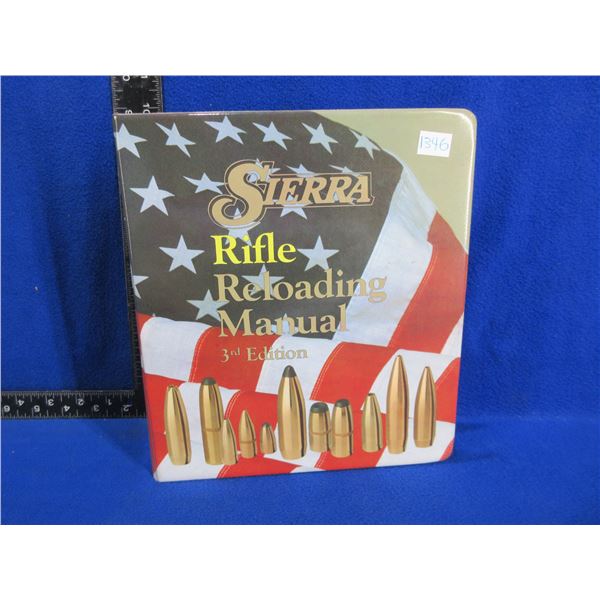 1346
SIERRA
Rifle
Reloading
Manual
3rd Edition